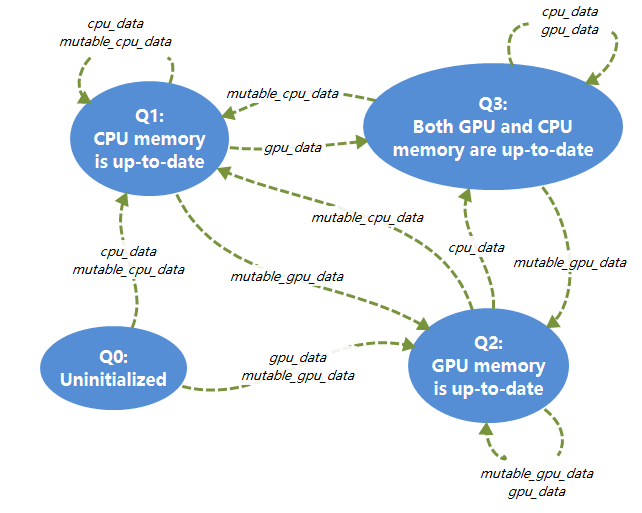 cpu_data
mutable_cpu_data
cpu_data
gpu_data
Q1:
CPU memory
is up-to-date
mutable_cpu_data
gpu_data
Q3:
Both GPU and CPU
memory are up-to-date
mutable_cpu_data
cpu_data
mutable_gpu_data
cpu_data
mutable_cpu_data
mutable_gpu_data
Q0:
Uninitialized
gpu_data
mutable_gpu_data
Q2:
GPU memory
is up-to-date
mutable_gpu_data
gpu_data